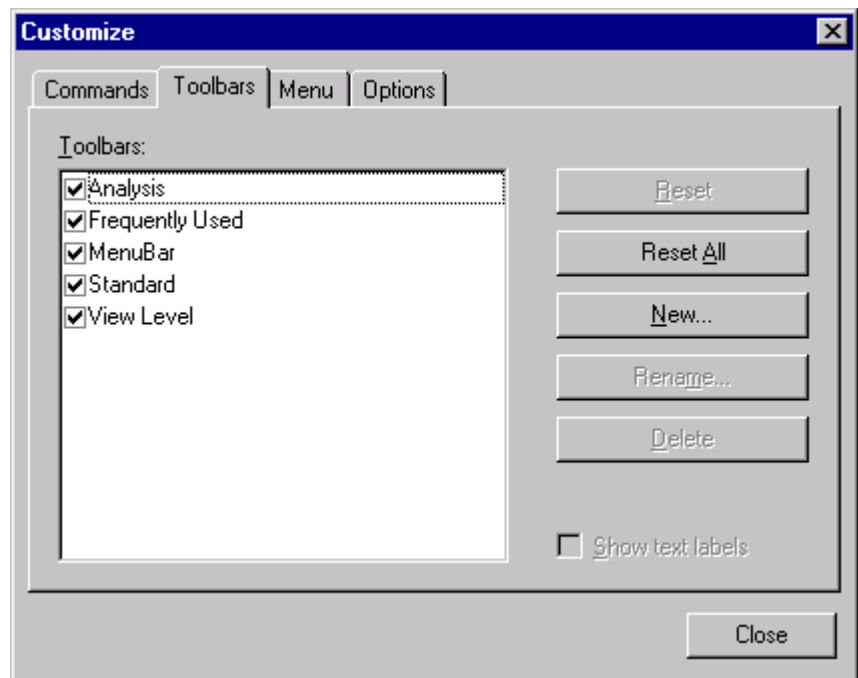 Customize
Commands Toolbars Menu Options
Toolbars:
Analysis
Frequently Used
MenuBar
Standard
View Level
Reset
Reset All
New...
Rename...
Delete
Show text labels
Close